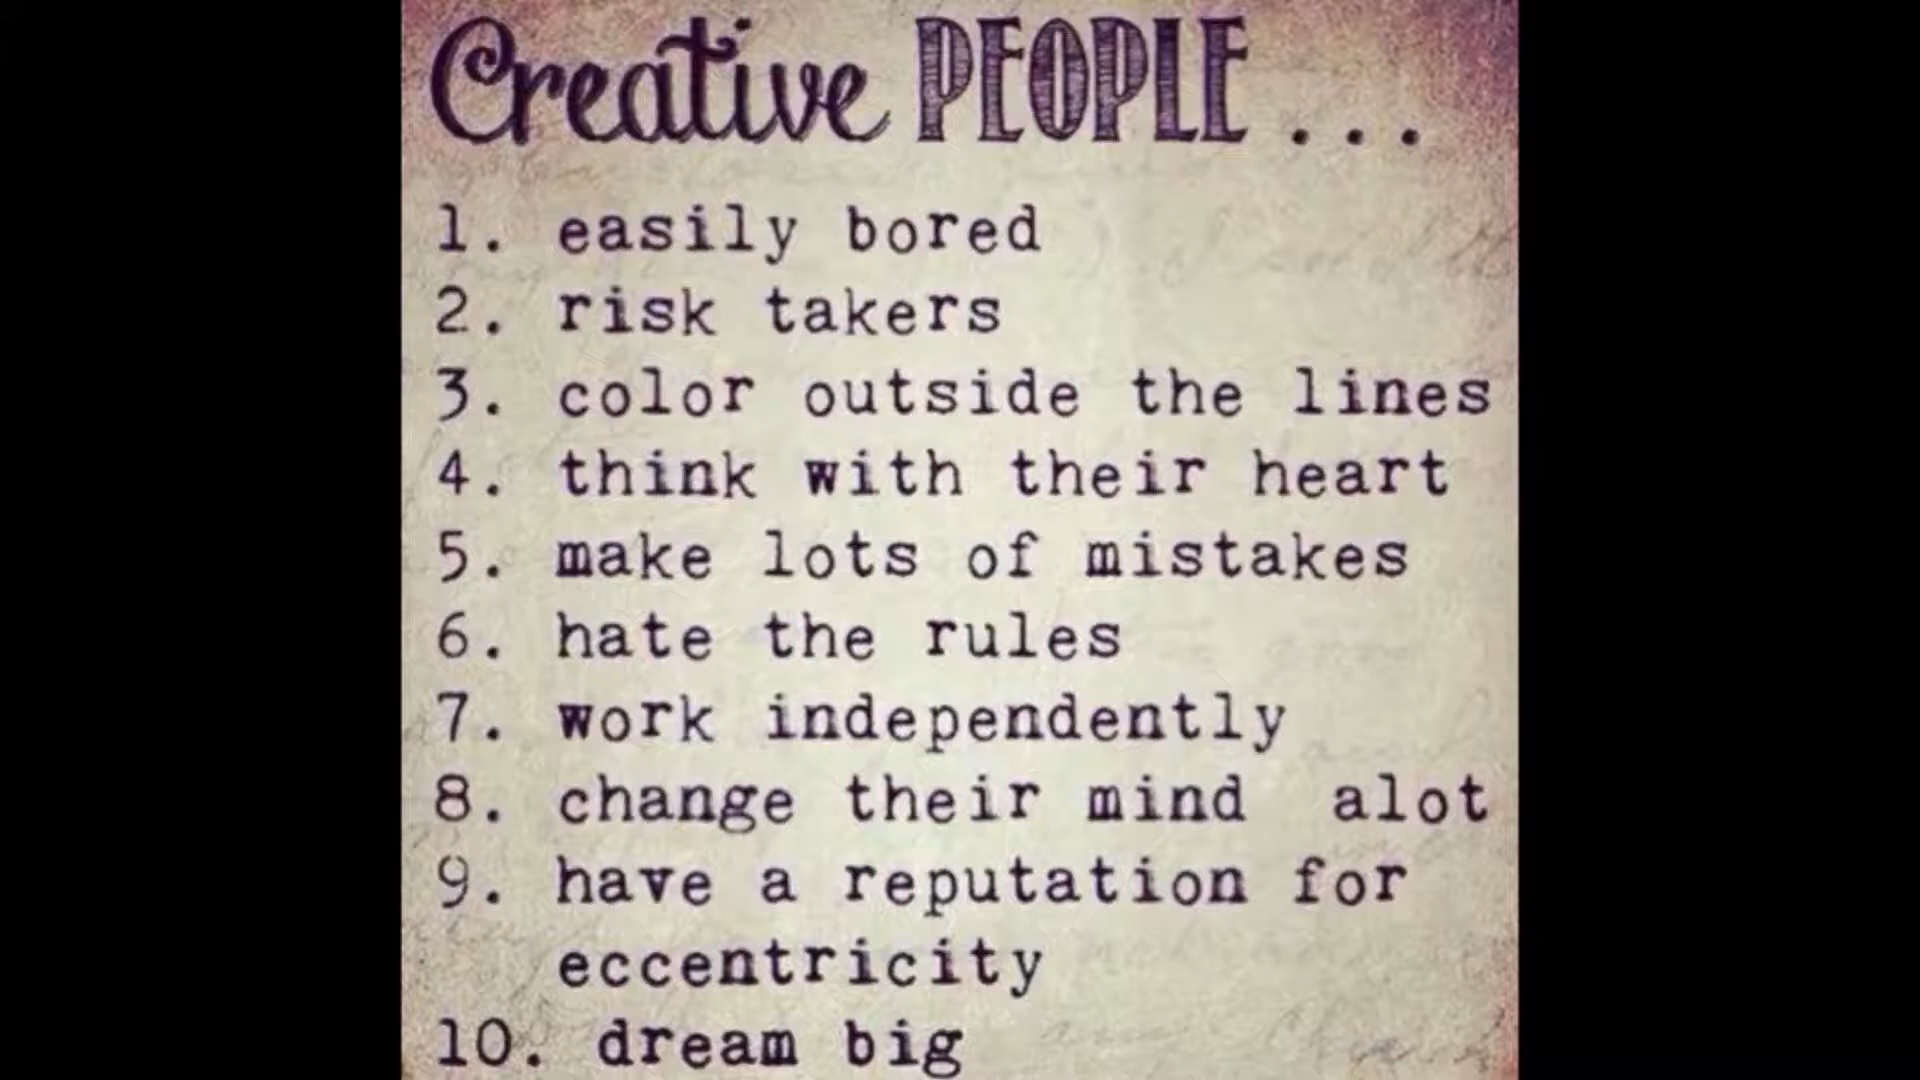 Creative PEOPLE...
1. easily bored
2. risk takers
3. color outside the lines
4. think with their heart
5. make lots of mistakes
6. hate the rules
7. work independently
8. change their mind alot
9. have a reputation for
eccentricity
10. dream big